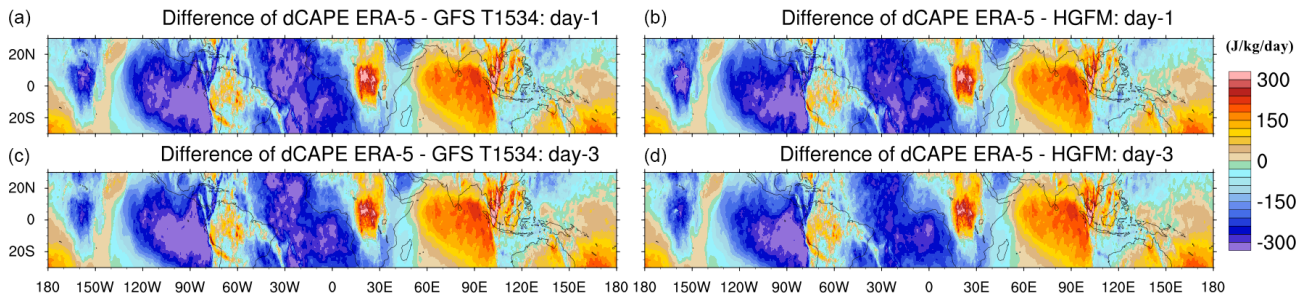 (a) Difference of dCAPE ERA-5 - GFS T1534: day-1
(b) Difference of dCAPE ERA-5 - HGFM: day-1
20N
0
20S
(J/kg/day)
300
150
0
-150
-300
(c) Difference of dCAPE ERA-5 - GFS T1534: day-3
(d) Difference of dCAPE ERA-5 - HGFM: day-3
20N
0
20S
180 150W 120W 90W 60W 30W 0 30E 60E 90E 120E 150E 180
180 150W 120W 90W 60W 30W 0 30E 60E 90E 120E 150E 180